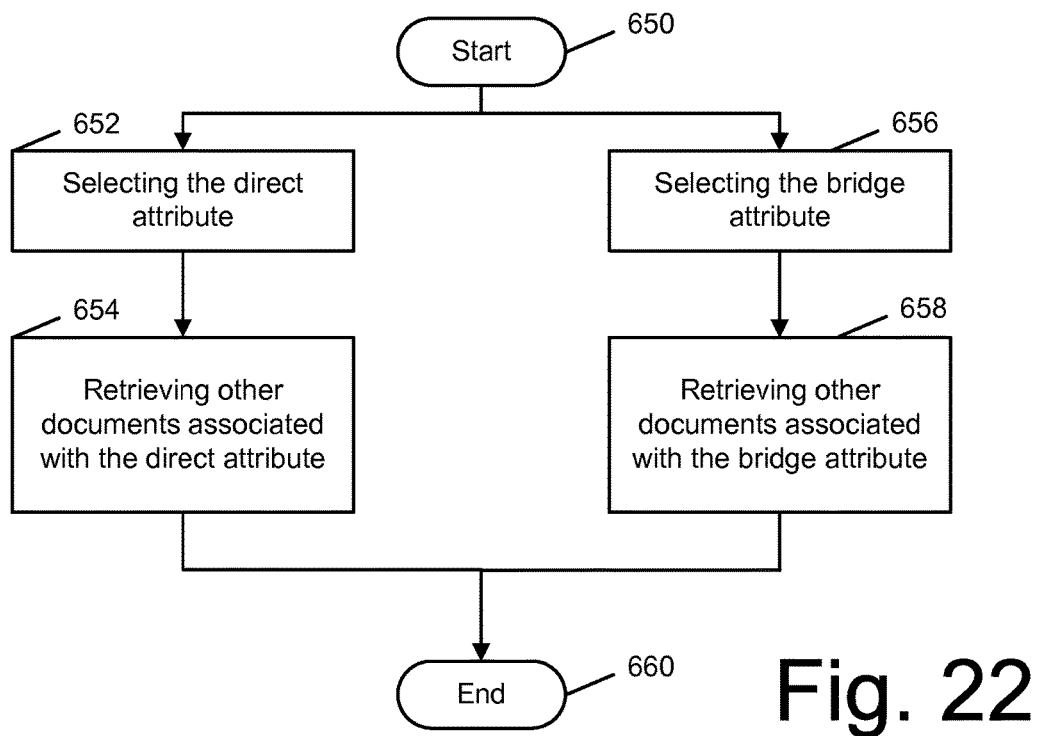 650
Start
652
656
Selecting the direct
attribute
Selecting the bridge
attribute
654
658
Retrieving other
documents associated
with the direct attribute
Retrieving other
documents associated
with the bridge attribute
660
End
Fig. 22